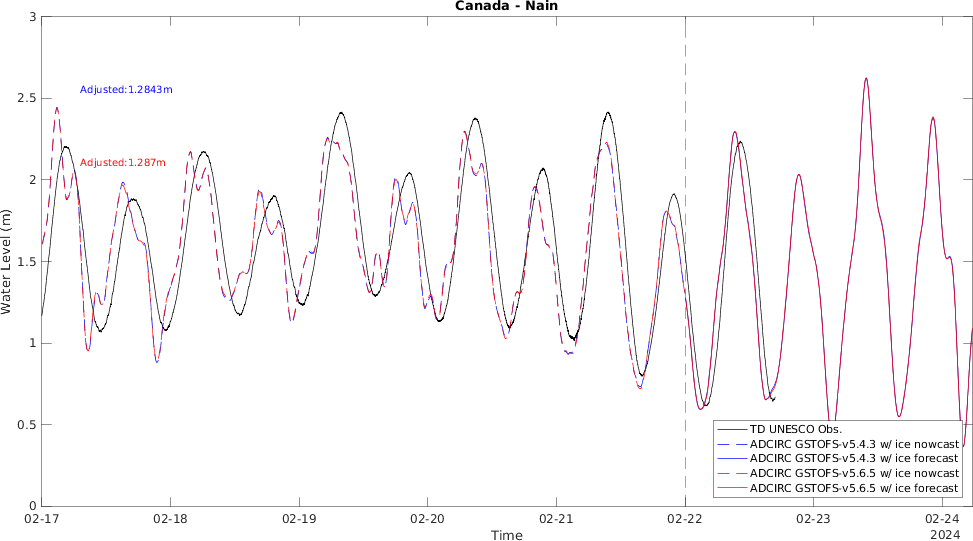 Canada - Nain
3
2.5
2
1.5
1
0.5
0
Water Level (m)
Adjusted:1.2843m
Adjusted:1.287m
TD UNESCO Obs.
ADCIRC GSTOFS-v5.4.3 w/ ice nowcast
ADCIRC GSTOFS-v5.4.3 w/ ice forecast
ADCIRC GSTOFS-v5.6.5 w/ ice nowcast
ADCIRC GSTOFS-v5.6.5 w/ ice forecast
02-17 02-18 02-19 02-20 02-21 02-22 02-23 02-24
Time
2024